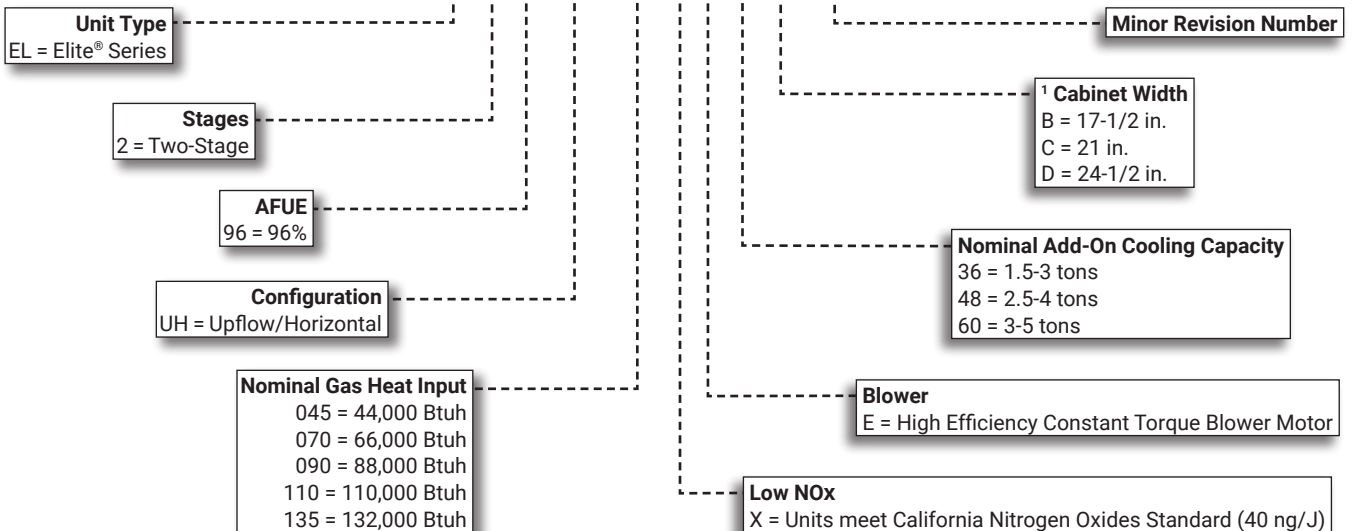 Unit Type
EL = Elite® Series
Stages
2 = Two-Stage
AFUE
96 = 96%
Configuration
UH = Upflow/Horizontal
Nominal Gas Heat Input
045 = 44,000 Btuh
070 = 66,000 Btuh
090 = 88,000 Btuh
110 = 110,000 Btuh
135 = 132,000 Btuh
Minor Revision Number
¹ Cabinet Width
B = 17-1/2 in.
C = 21 in.
D = 24-1/2 in.
Nominal Add-On Cooling Capacity
36 = 1.5-3 tons
48 = 2.5-4 tons
60 = 3-5 tons
Blower
E = High Efficiency Constant Torque Blower Motor
Low NOx
X = Units meet California Nitrogen Oxides Standard (40 ng/J)